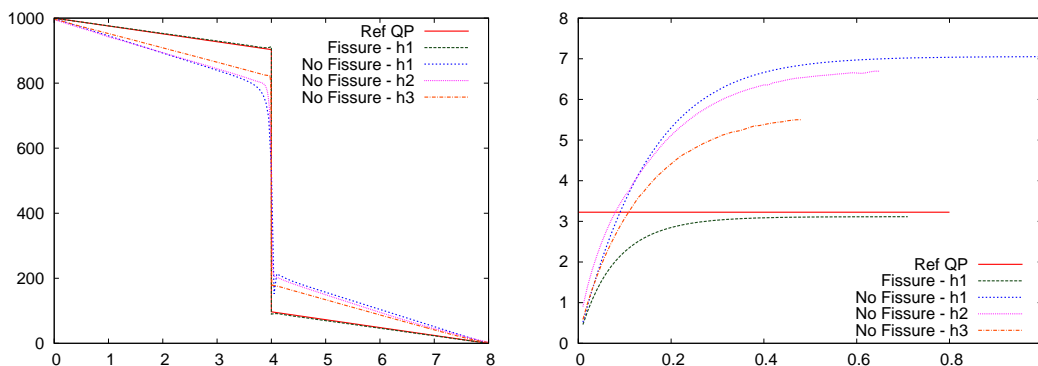 1000
800
600
400
200
0
0 1 2 3 4 5 6 7 8
Ref QP
Fissure - h1
No Fissure - h1
No Fissure - h2
No Fissure - h3
8
7
6
5
4
3
2
1
0
0 0.2 0.4 0.6 0.8
Ref QP
Fissure - h1
No Fissure - h1
No Fissure - h2
No Fissure - h3